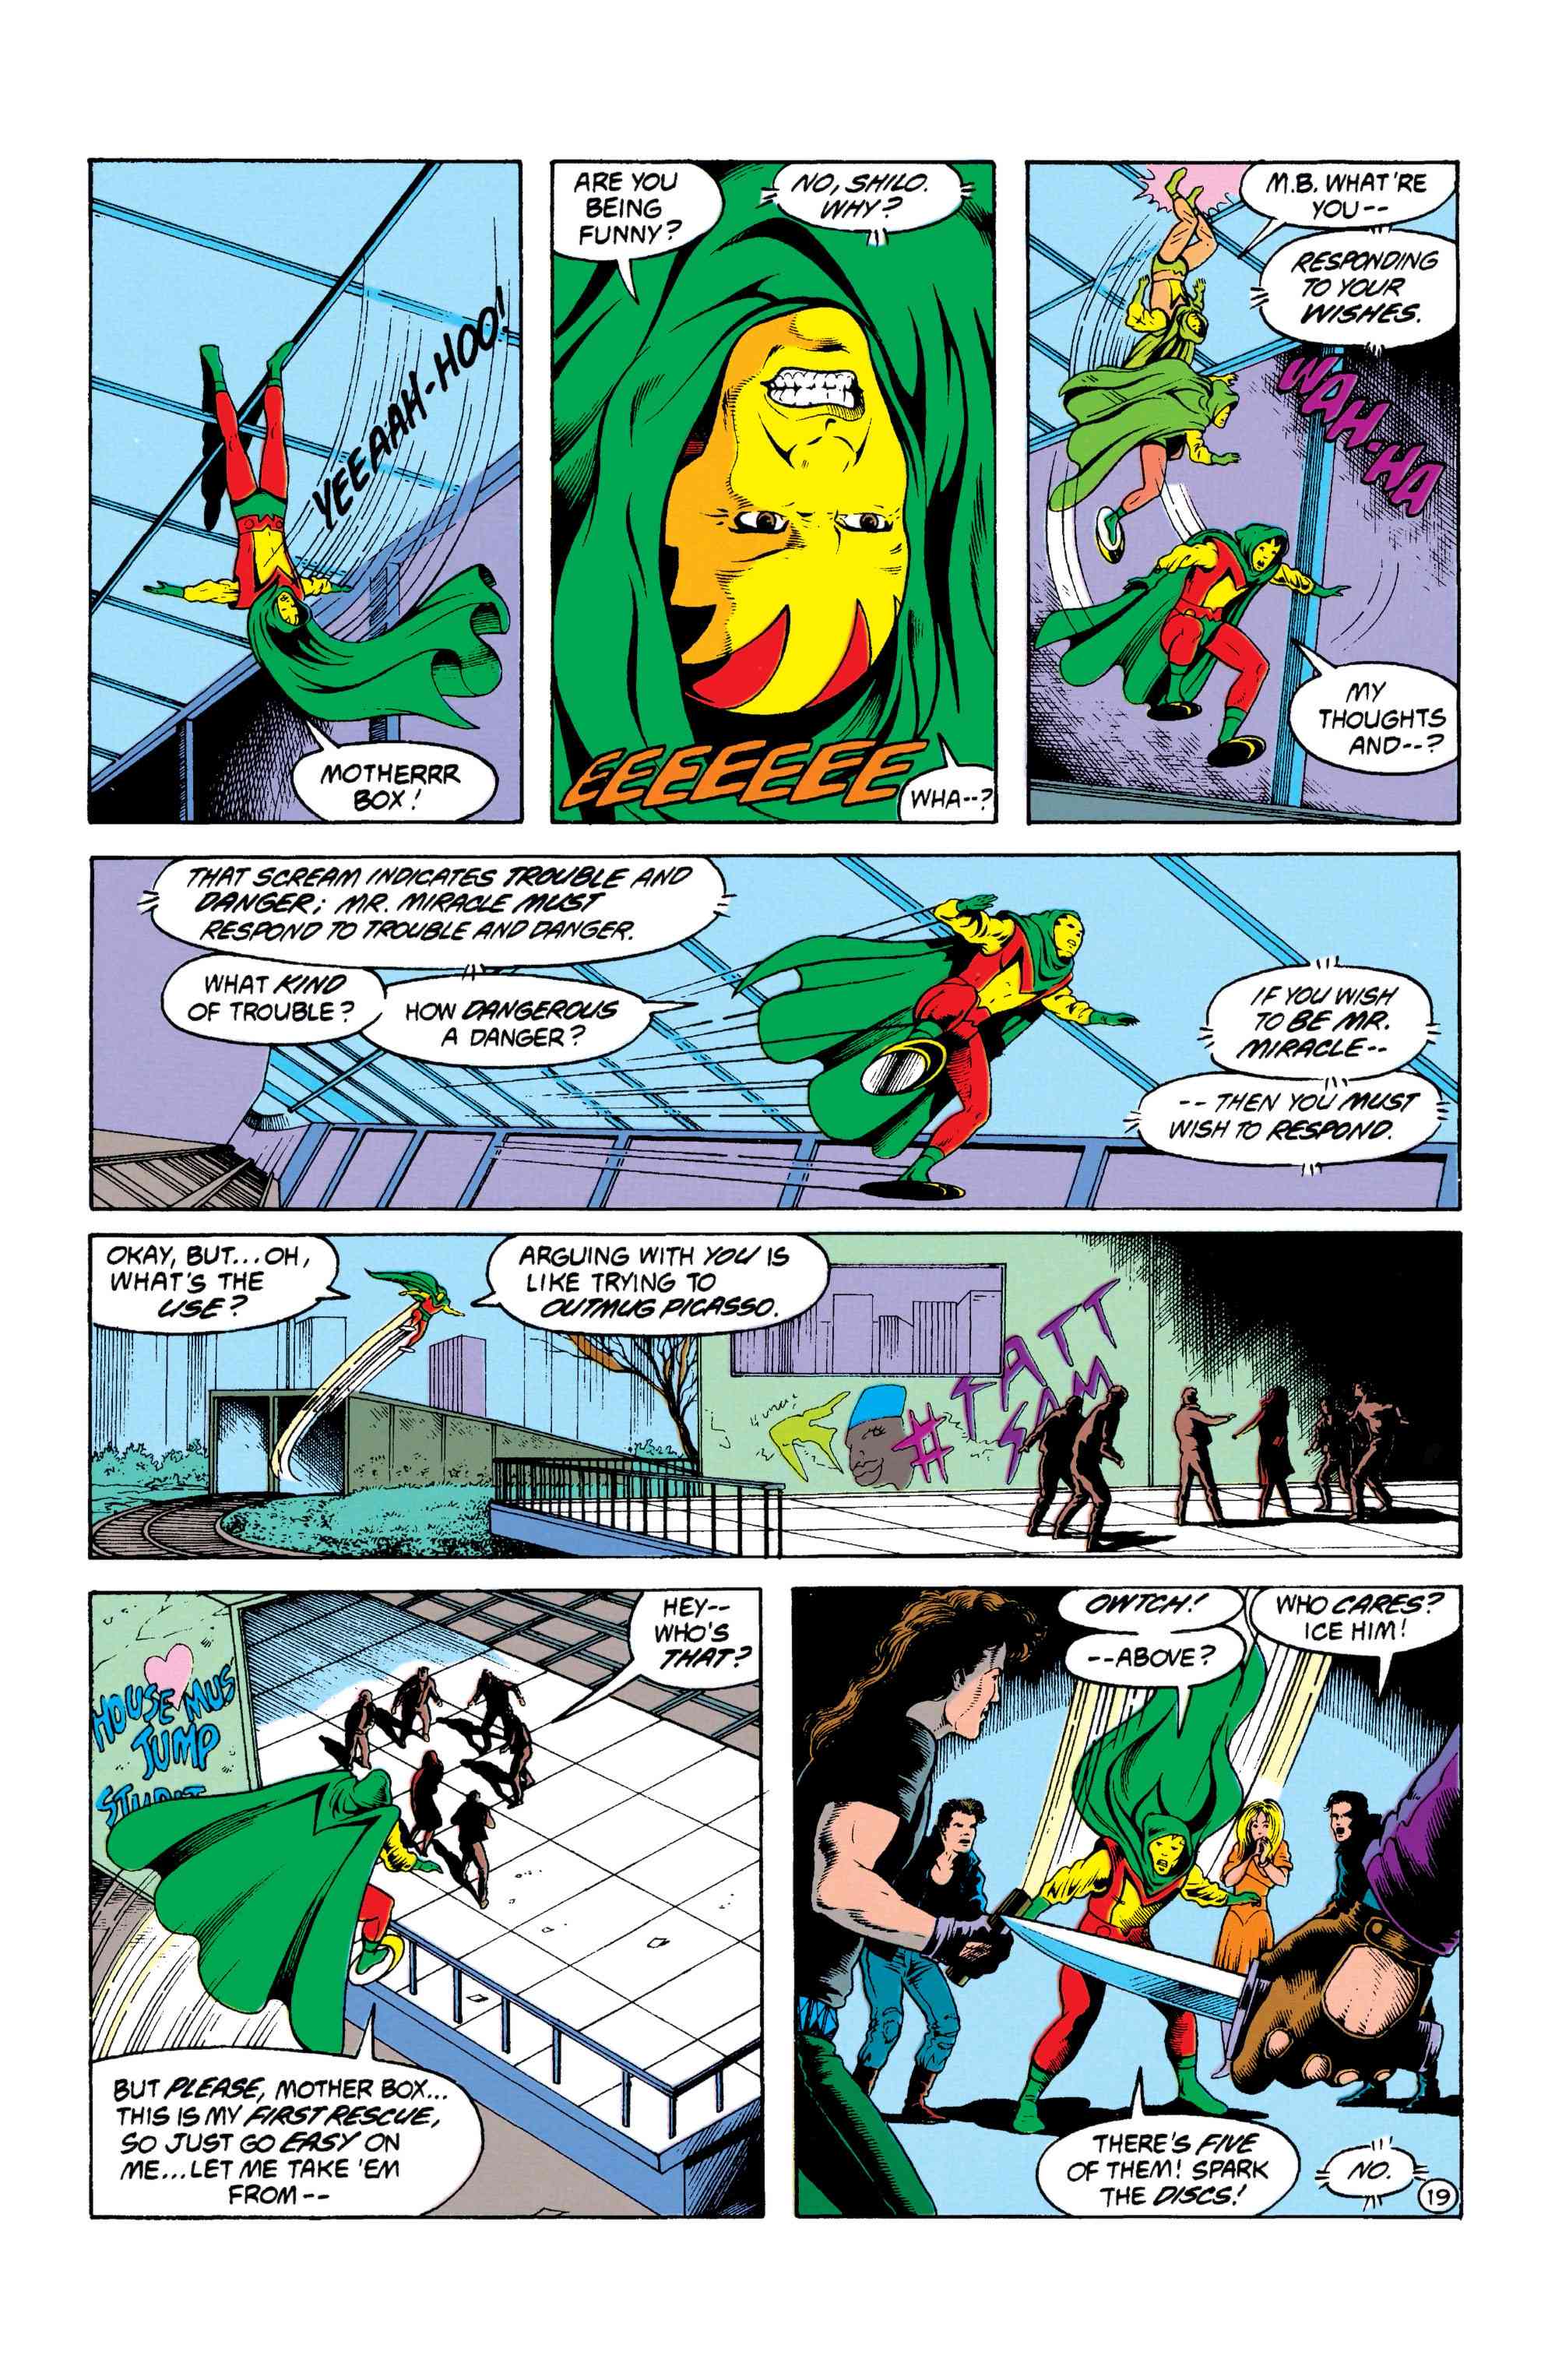 YEEAAH-HOO!
MOTHERRR
BOX!
ARE YOU
BEING
FUNNY?
NO, SHILO.
WHY?
EEEEEEEE
WHA--?
M.B. WHAT'RE
YOU--
RESPONDING
TO YOUR
WISHES.
WAH-HA
MY
THOUGHTS
AND--?
THAT SCREAM INDICATES TROUBLE AND
DANGER; MR. MIRACLE MUST
RESPOND TO TROUBLE AND DANGER.
WHAT KIND
OF TROUBLE?
HOW DANGEROUS
A DANGER?
IF YOU WISH
TO BE MR.
MIRACLE--
-- THEN YOU MUST
WISH TO RESPOND.
OKAY, BUT...OH,
WHAT'S THE
USE?
ARGUING WITH YOU IS
LIKE TRYING TO
OUTMUG PICASSO.
#
FATT
SAM
HEY--
WHO'S
THAT?
HOUSE MUS
JUMP
BUT PLEASE, MOTHER BOX...
THIS IS MY FIRST RESCUE,
SO JUST GO EASY ON
ME...LET ME TAKE 'EM
FROM--
OWTCH!
--ABOVE?
WHO CARES?
ICE HIM!
THERE'S FIVE
OF THEM! SPARK
THE DISCS!
NO.
19